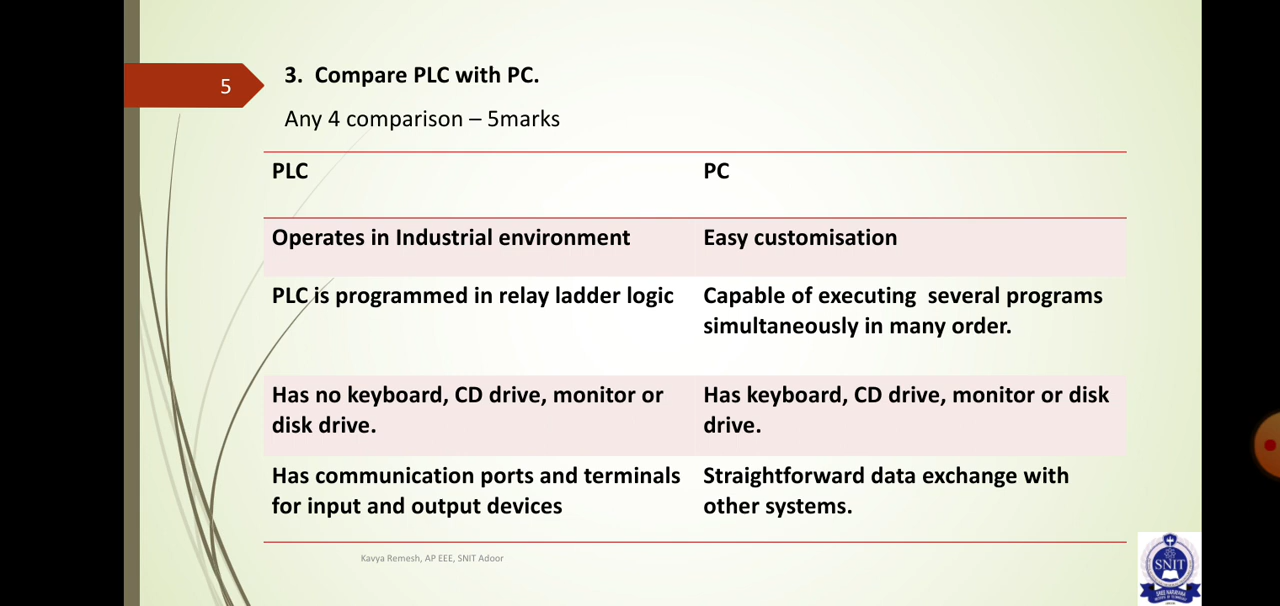 5
3. Compare PLC with PC.
Any 4 comparison – 5marks
PLC
PC
Operates in Industrial environment
Easy customisation
PLC is programmed in relay ladder logic
Capable of executing several programs
simultaneously in many order.
Has no keyboard, CD drive, monitor or
disk drive.
Has keyboard, CD drive, monitor or disk
drive.
Has communication ports and terminals
for input and output devices
Straightforward data exchange with
other systems.
Kavya Remesh, AP EEE, SNIT Adoor
SNIT